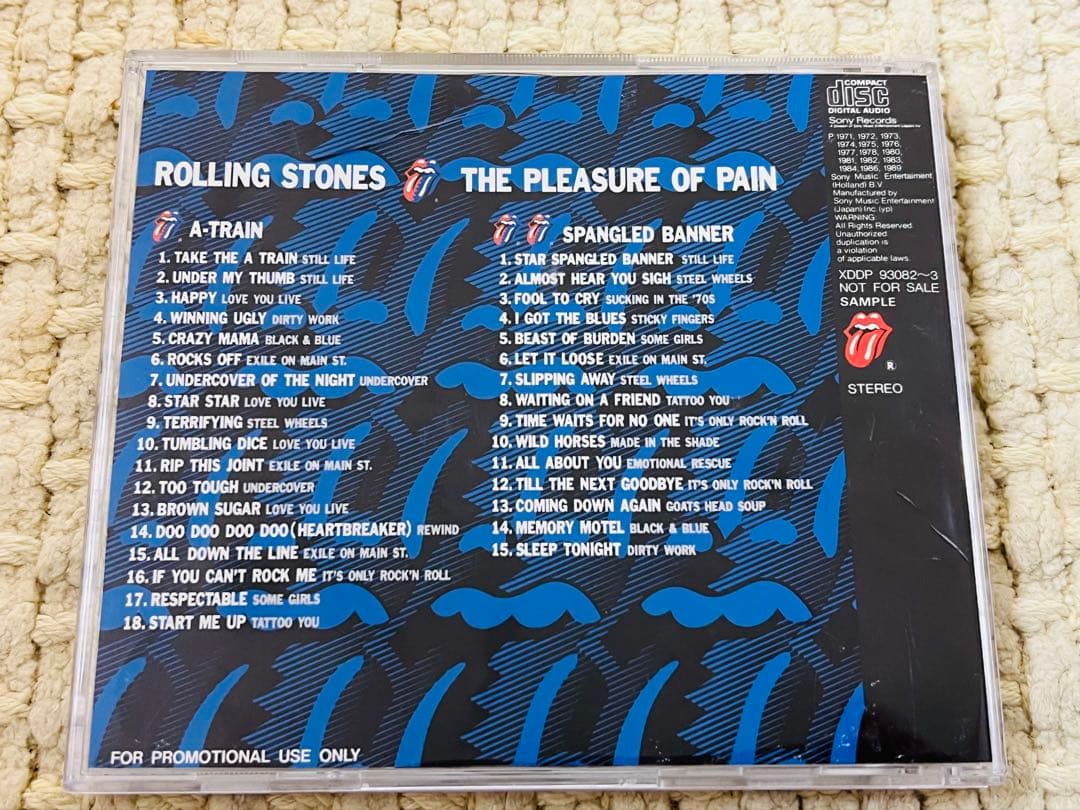 ROLLING STONES THE PLEASURE OF PAIN
A-TRAIN
1. TAKE THE A TRAIN STILL LIFE
2. UNDER MY THUMB STILL LIFE
3. HAPPY LOVE YOU LIVE
4. WINNING UGLY DIRTY WORK
5. CRAZY MAMA BLACK & BLUE
6. ROCKS OFF EXILE ON MAIN ST.
7. UNDERCOVER OF THE NIGHT UNDERCOVER
8. STAR STAR LOVE YOU LIVE
9. TERRIFYING STEEL WHEELS
10. TUMBLING DICE LOVE YOU LIVE
11. RIP THIS JOINT EXILE ON MAIN ST.
12. TOO TOUGH UNDERCOVER
13. BROWN SUGAR LOVE YOU LIVE
14. DOO DOO DOO DOO (HEARTBREAKER) REWIND
15. ALL DOWN THE LINE EXILE ON MAIN ST.
16. IF YOU CAN'T ROCK ME IT'S ONLY ROCK'N ROLL
17. RESPECTABLE SOME GIRLS
18. START ME UP TATTOO YOU
SPANGLED BANNER
1. STAR SPANGLED BANNER STILL LIFE
2. ALMOST HEAR YOU SIGH STEEL WHEELS
3. FOOL TO CRY SUCKING IN THE '70S
4. I GOT THE BLUES STICKY FINGERS
5. BEAST OF BURDEN SOME GIRLS
6. LET IT LOOSE EXILE ON MAIN ST.
7. SLIPPING AWAY STEEL WHEELS
8. WAITING ON A FRIEND TATTOO YOU
9. TIME WAITS FOR NO ONE IT'S ONLY ROCK'N ROLL
10. WILD HORSES MADE IN THE SHADE
11. ALL ABOUT YOU EMOTIONAL RESCUE
12. TILL THE NEXT GOODBYE IT'S ONLY ROCK'N ROLL
13. COMING DOWN AGAIN GOATS HEAD SOUP
14. MEMORY MOTEL BLACK & BLUE
15. SLEEP TONIGHT DIRTY WORK
COMPACT
disc
DIGITAL AUDIO
Sony Records
P 1971, 1972, 1973,
1974, 1975, 1976,
1977, 1978, 1980,
1981, 1982, 1983,
1984, 1986, 1989
Sony Music Entertaiment
(Holland) B.V.
Manufactured by
Sony Music Entertainment
(Japan) Inc. (yp)
WARNING:
All Rights Reserved.
Unauthorized
duplication is
a violation
of applicable laws.
XDDP 93082~3
NOT FOR SALE
SAMPLE
®
STEREO
FOR PROMOTIONAL USE ONLY